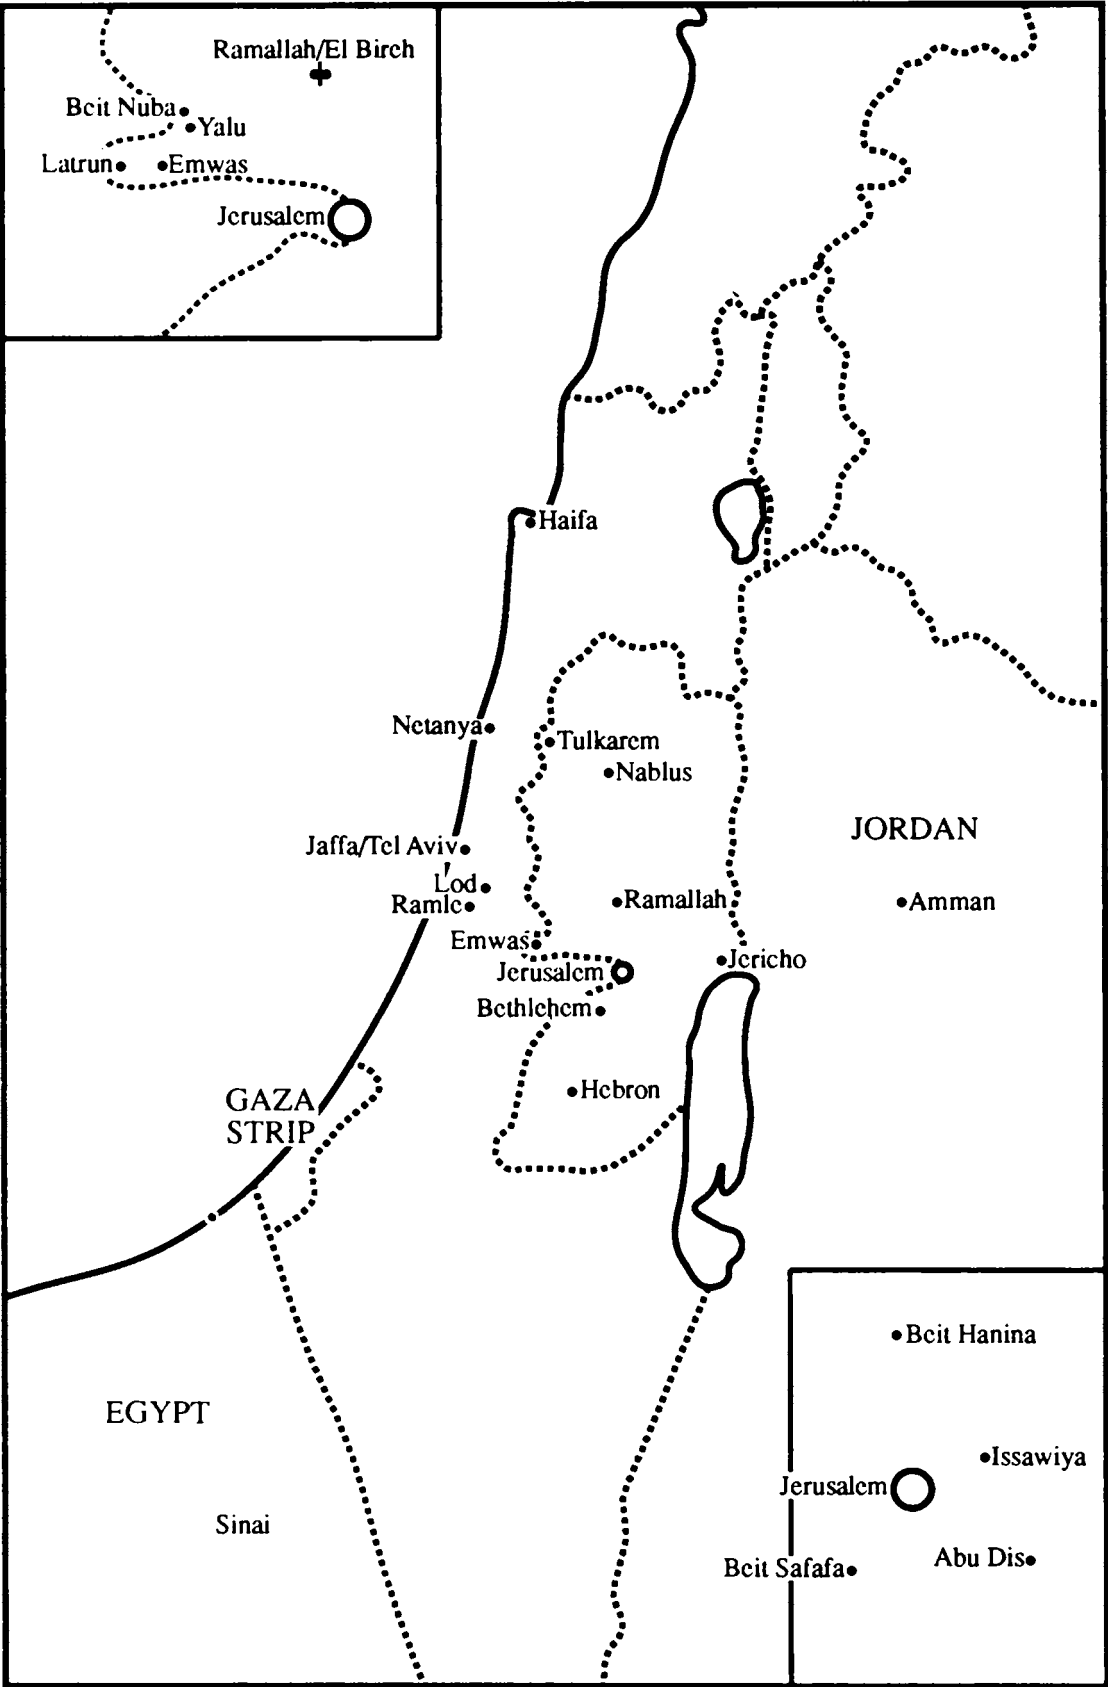 Ramallah/El Bireh
Beit Nuba
Yalu
Latrun
Emwas
Jerusalem
Haifa
Netanya
Tulkarem
Nablus
JORDAN
Jaffa/Tel Aviv
Lod
Ramallah
Amman
Ramle
Emwas
Jericho
Jerusalem
Bethlehem
Hebron
GAZA
STRIP
Beit Hanina
EGYPT
Issawiya
Jerusalem
Sinai
Abu Dis
Beit Safafa